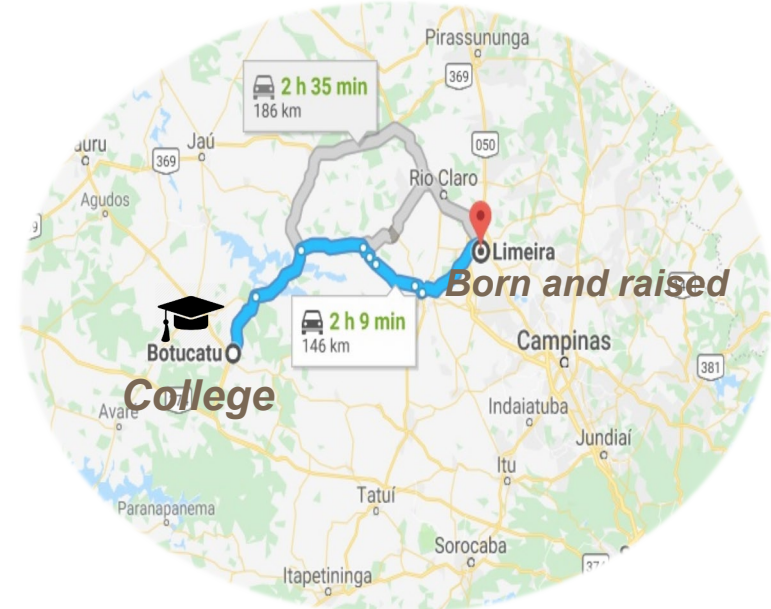 Pirassununga
369
2 h 35 min
186 km
050
Jaú
369
Rio Claro
Agudos
Limeira
Born and raised
2 h 9 min
146 km
Botucatu
Campinas
381
College
Avaré
Indaiatuba
Jundiaí
Itu
Tatuí
Paranapanema
Sorocaba
Itapetininga